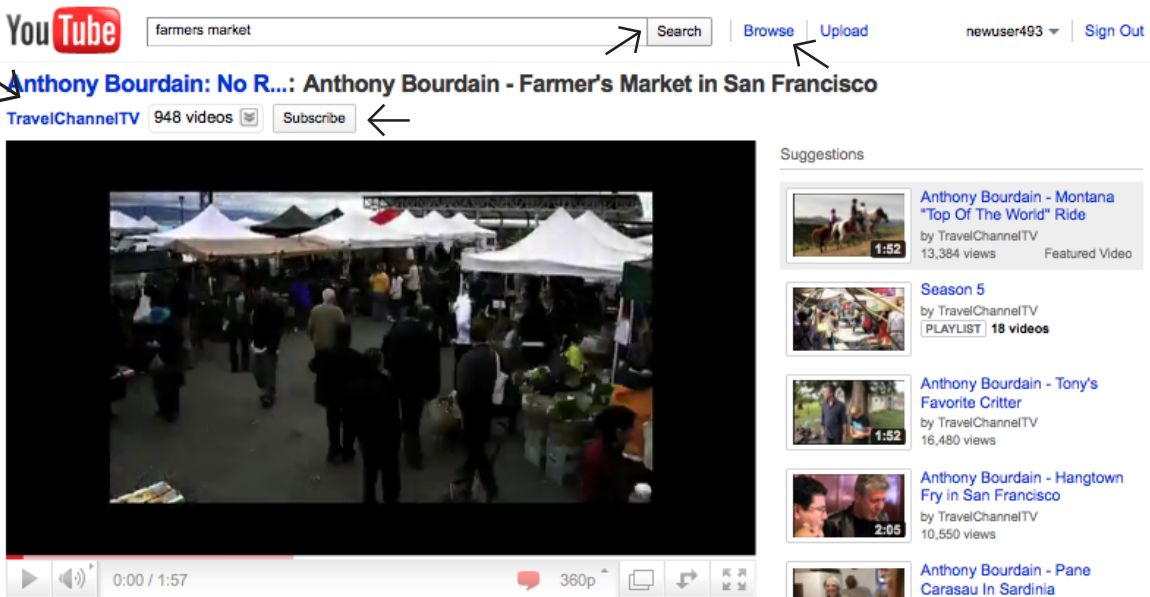 YouTube farmers market Search Browse Upload newuser493 Sign Out
Anthony Bourdain: No R...: Anthony Bourdain - Farmer's Market in San Francisco
TravelChannelTV 948 videos Subscribe
Suggestions
Anthony Bourdain - Montana
"Top Of The World" Ride
by TravelChannelTV
1:52
13,384 views Featured Video
Season 5
by TravelChannelTV
PLAYLIST 18 videos
Anthony Bourdain - Tony's
Favorite Critter
by TravelChannelTV
1:52
16,480 views
Anthony Bourdain - Hangtown
Fry in San Francisco
by TravelChannelTV
2:05
10,550 views
Anthony Bourdain - Pane
Carasau In Sardinia
0:00 / 1:57 360p